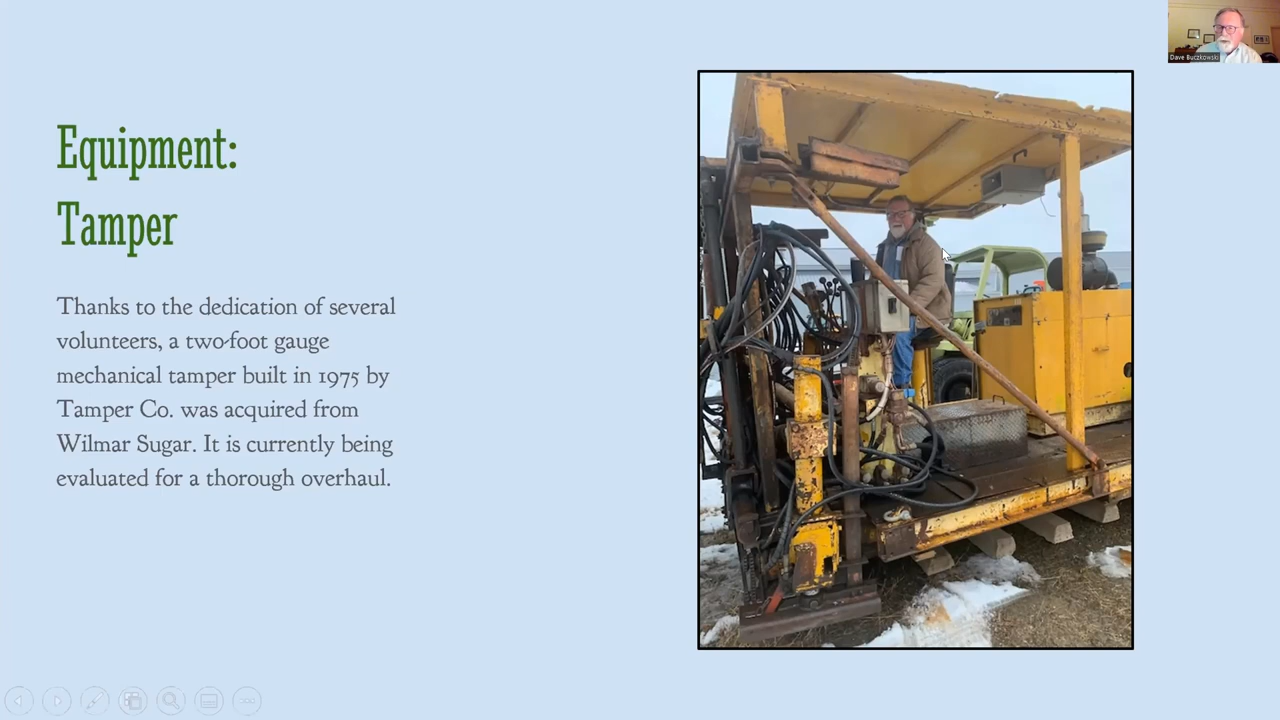 Dave Buczkowski
Equipment:
Tamper
Thanks to the dedication of several
volunteers, a two-foot gauge
mechanical tamper built in 1975 by
Tamper Co. was acquired from
Wilmar Sugar. It is currently being
evaluated for a thorough overhaul.